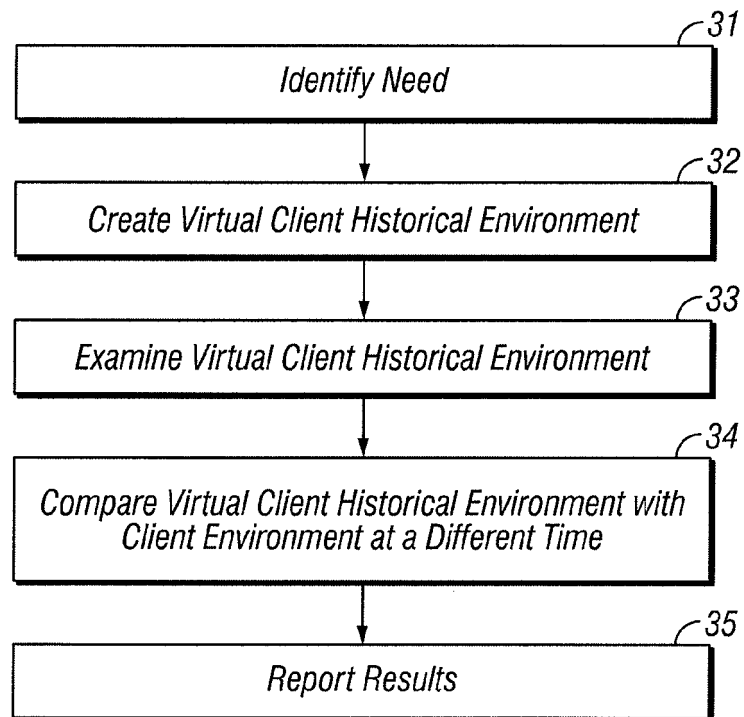 31
Identify Need
32
Create Virtual Client Historical Environment
33
Examine Virtual Client Historical Environment
34
Compare Virtual Client Historical Environment with
Client Environment at a Different Time
35
Report Results